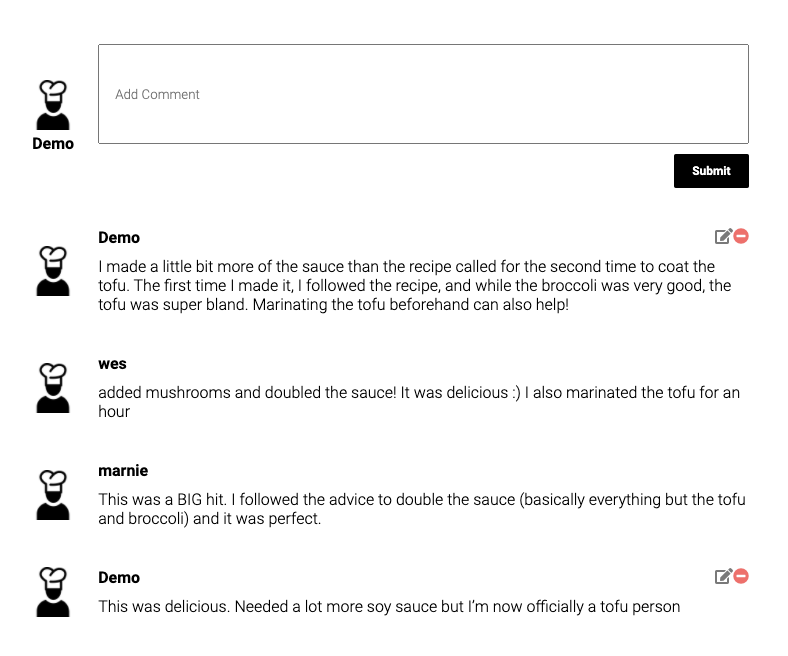 Add Comment
Demo
Submit
Demo
I made a little bit more of the sauce than the recipe called for the second time to coat the
tofu. The first time I made it, I followed the recipe, and while the broccoli was very good, the
tofu was super bland. Marinating the tofu beforehand can also help!
wes
added mushrooms and doubled the sauce! It was delicious :) I also marinated the tofu for an
hour
marnie
This was a BIG hit. I followed the advice to double the sauce (basically everything but the tofu
and broccoli) and it was perfect.
Demo
This was delicious. Needed a lot more soy sauce but I’m now officially a tofu person